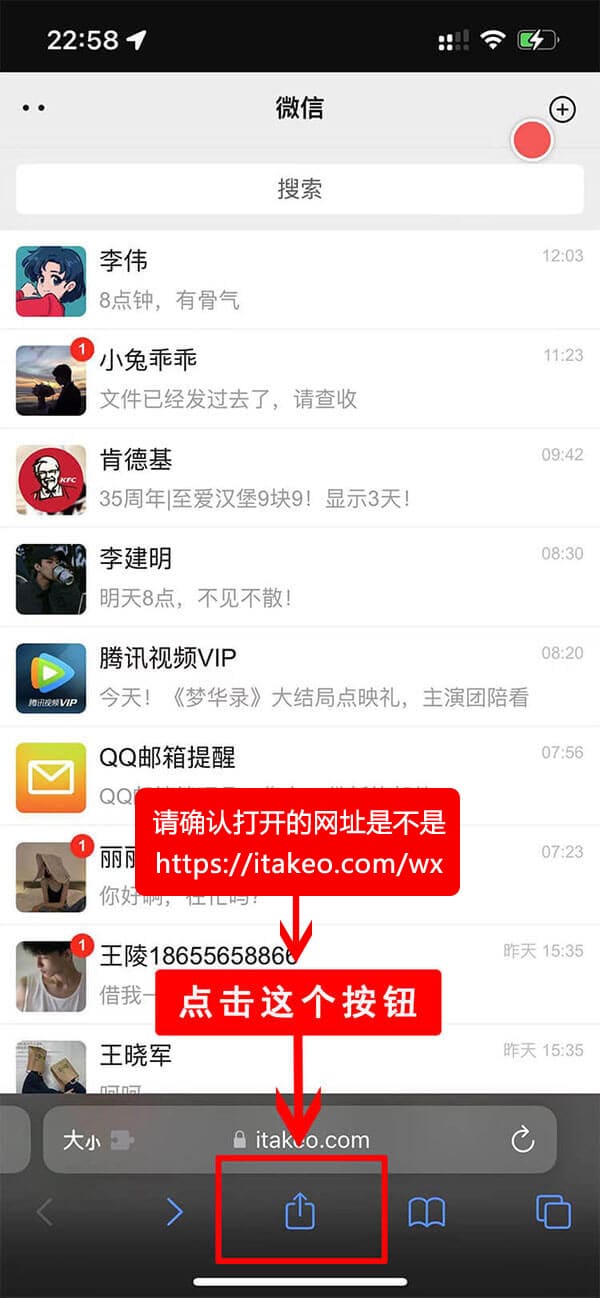 22:58
微信
搜索
李伟
12:03
8点钟，有骨气
1
小兔乖乖
11:23
文件已经发过去了，请查收
KFC
肯德基
09:42
35周年|至爱汉堡9块9！显示3天！
李建明
08:30
明天8点，不见不散！
腾讯视频VIP
腾讯视频VIP
08:20
今天！《梦华录》大结局点映礼，主演团陪看
QQ邮箱提醒
07:56
QQ
请确认打开的网址是不是
https://itakeo.com/wx
1
丽
07:23
你好啊，在忙吗？
1
王陵18655658866
昨天 15:35
借我一
点击这个按钮
王晓军
昨天 15:35
呵呵
大小
itakeo.com